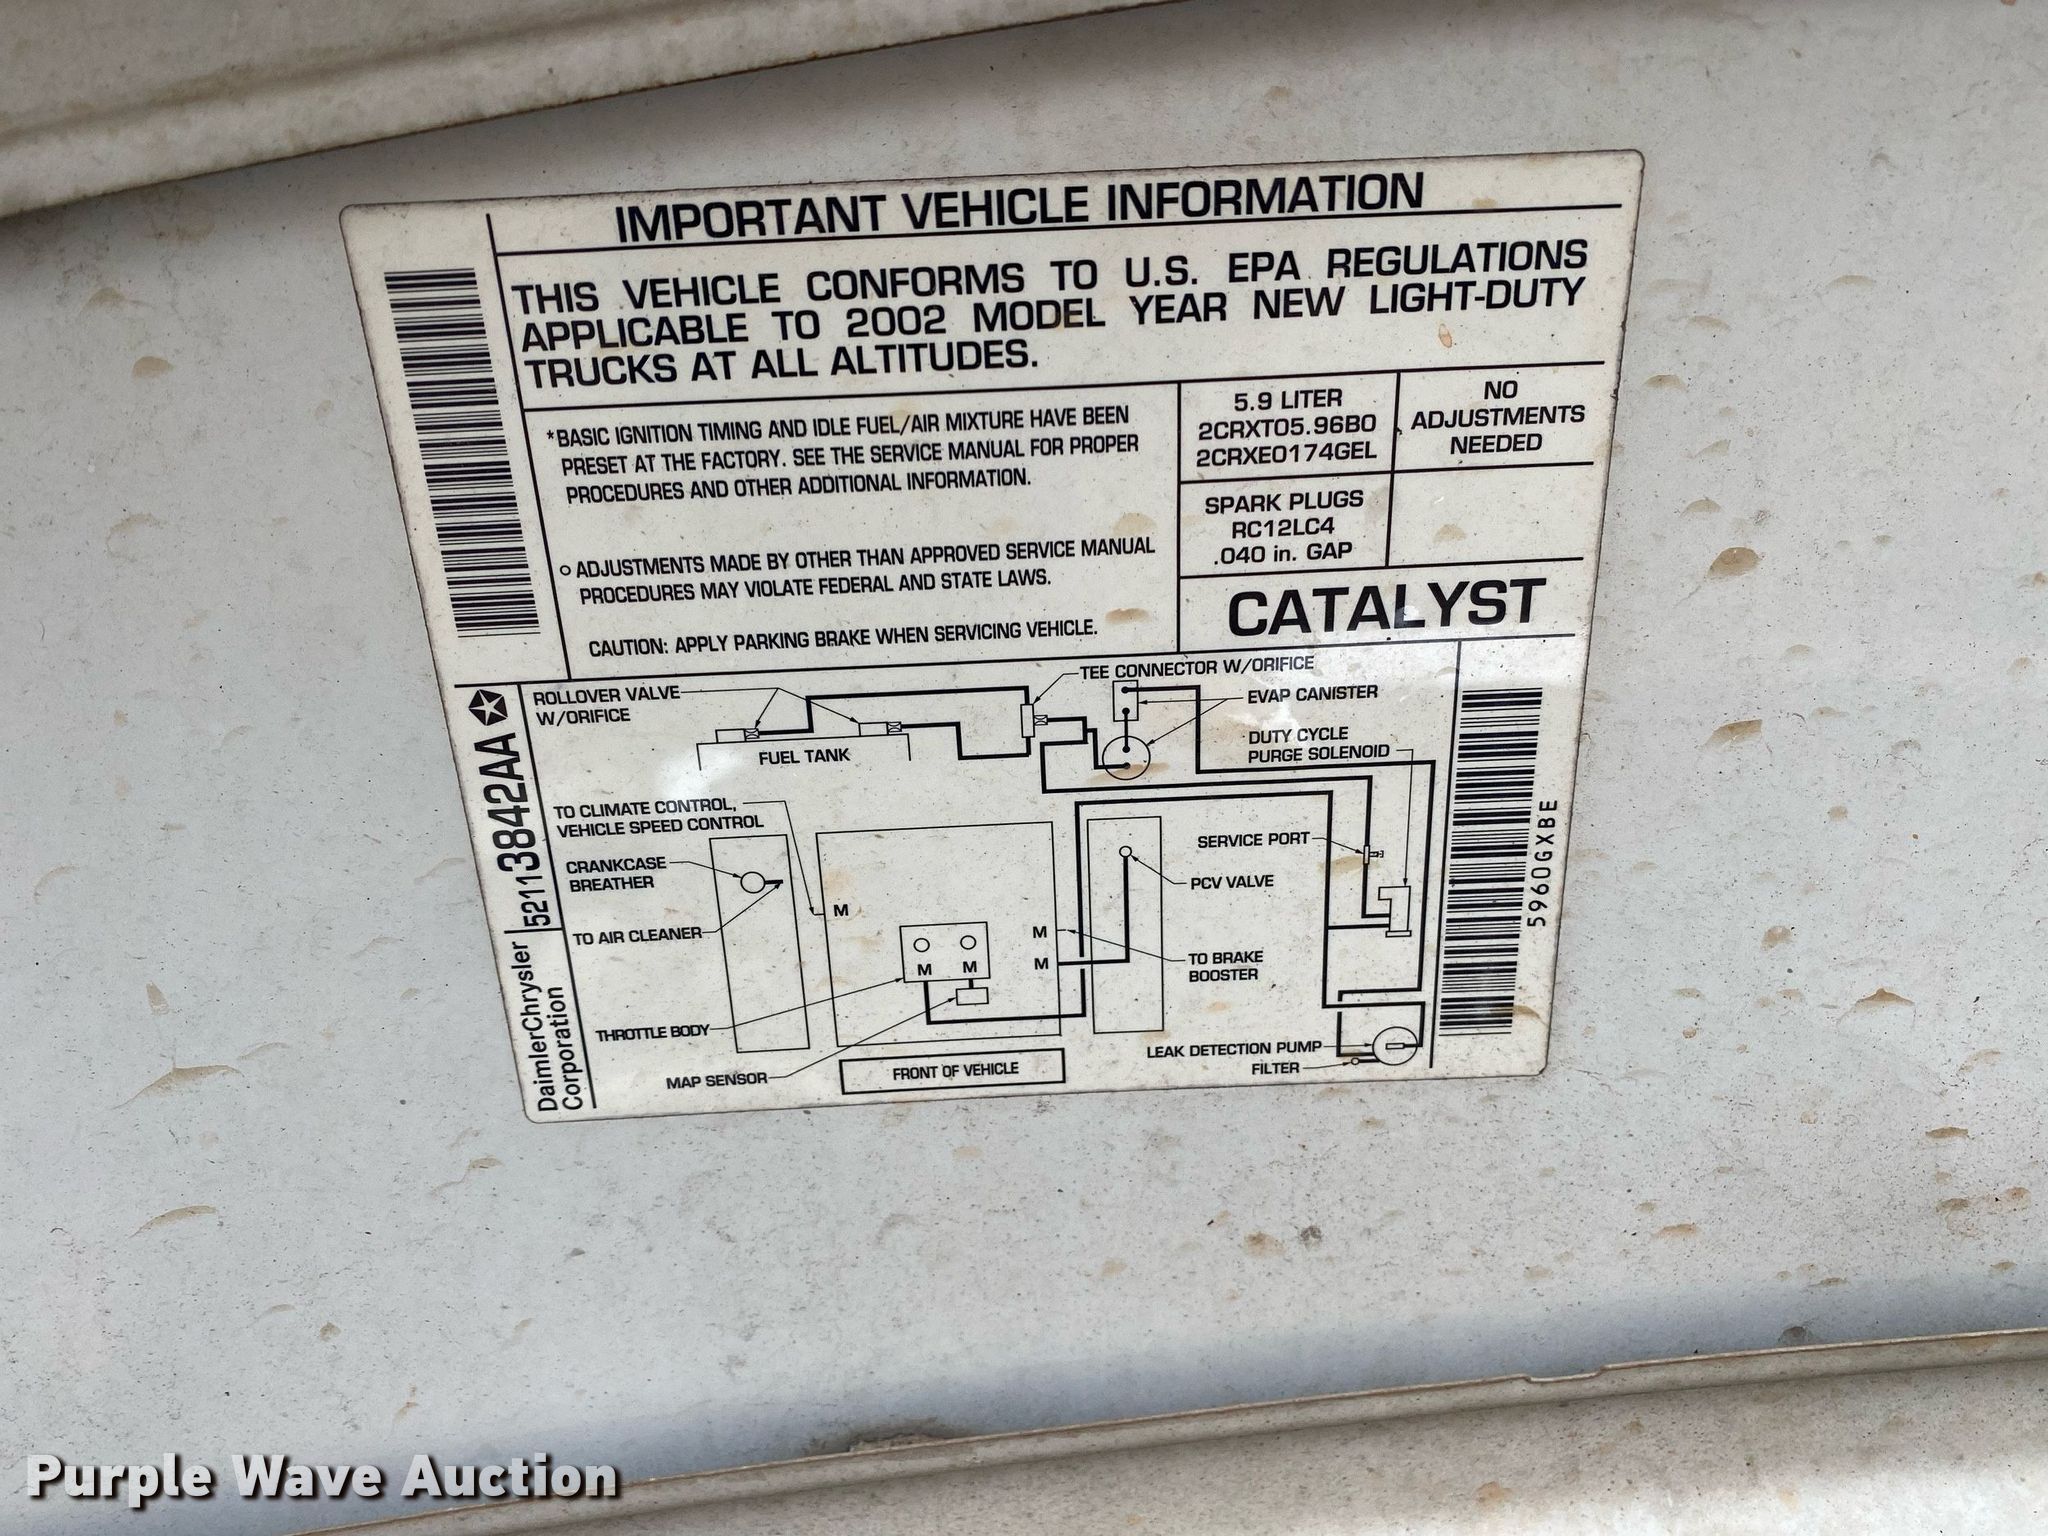 IMPORTANT VEHICLE INFORMATION
THIS VEHICLE CONFORMS TO U.S. EPA REGULATIONS
APPLICABLE TO 2002 MODEL YEAR NEW LIGHT-DUTY
TRUCKS AT ALL ALTITUDES.
*BASIC IGNITION TIMING AND IDLE FUEL/AIR MIXTURE HAVE BEEN
PRESET AT THE FACTORY. SEE THE SERVICE MANUAL FOR PROPER
PROCEDURES AND OTHER ADDITIONAL INFORMATION.
o ADJUSTMENTS MADE BY OTHER THAN APPROVED SERVICE MANUAL
PROCEDURES MAY VIOLATE FEDERAL AND STATE LAWS.
CAUTION: APPLY PARKING BRAKE WHEN SERVICING VEHICLE.
5.9 LITER
2CRXT05.96B0
2CRXE0174GEL
NO
ADJUSTMENTS
NEEDED
SPARK PLUGS
RC12LC4
.040 in. GAP
CATALYST
DaimlerChrysler
Corporation
52113842AA
ROLLOVER VALVE
W/ORIFICE
FUEL TANK
TEE CONNECTOR W/ORIFICE
EVAP CANISTER
DUTY CYCLE
PURGE SOLENOID
TO CLIMATE CONTROL,
VEHICLE SPEED CONTROL
CRANKCASE
BREATHER
TO AIR CLEANER
M
M
M
M
M
SERVICE PORT
PCV VALVE
TO BRAKE
BOOSTER
THROTTLE BODY
MAP SENSOR
FRONT OF VEHICLE
LEAK DETECTION PUMP
FILTER
5960GXBE
Purple Wave Auction